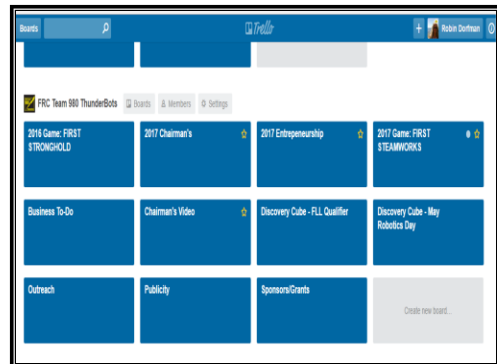 Boards
Trello
Robin Dorfman
FRC Team 980 ThunderBots
Boards
Members
Settings
2016 Game: FIRST
STRONGHOLD
2017 Chairman's
2017 Entrepeneurship
2017 Game: FIRST
STEAMWORKS
Business To-Do
Chairman's Video
Discovery Cube - FLL Qualifier
Discovery Cube - May
Robotics Day
Outreach
Publicity
Sponsors/Grants
Create new board...